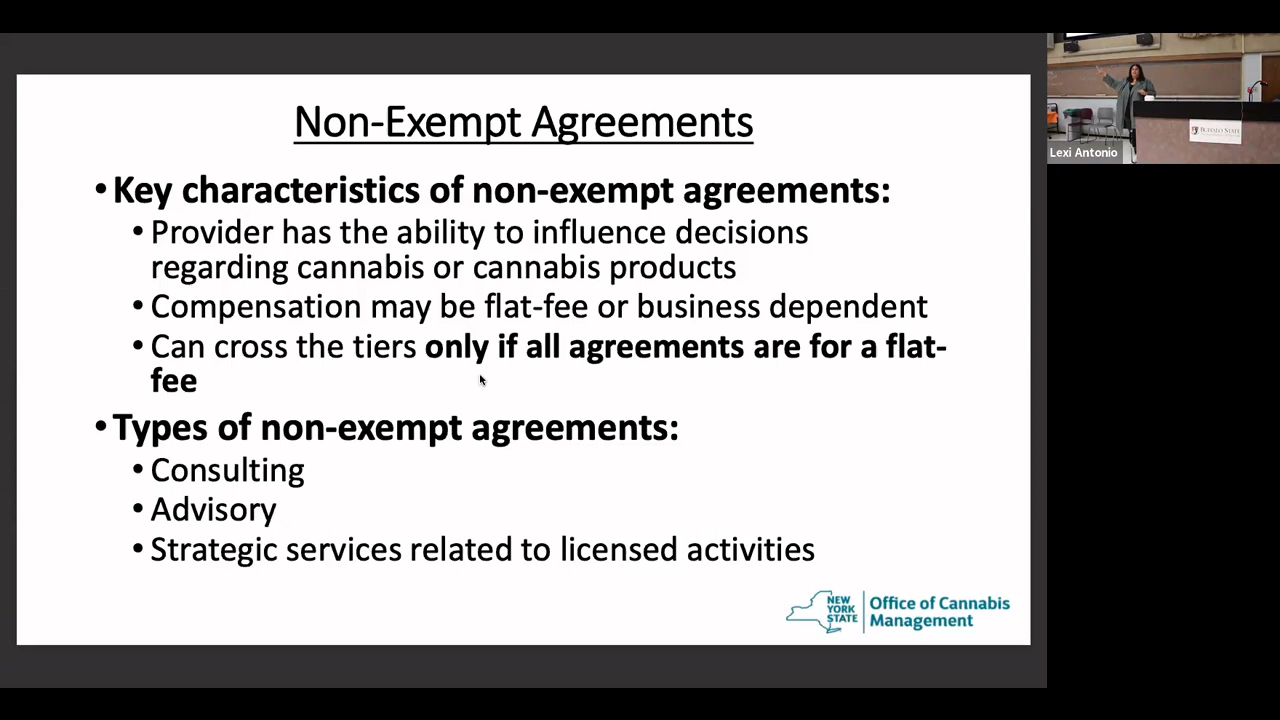 Non-Exempt Agreements
• Key characteristics of non-exempt agreements:
• Provider has the ability to influence decisions
regarding cannabis or cannabis products
• Compensation may be flat-fee or business dependent
• Can cross the tiers only if all agreements are for a flat-
fee
• Types of non-exempt agreements:
• Consulting
• Advisory
• Strategic services related to licensed activities
NEW
YORK
STATE
Office of Cannabis
Management
BUFFALO STATE
Lexi Antonio